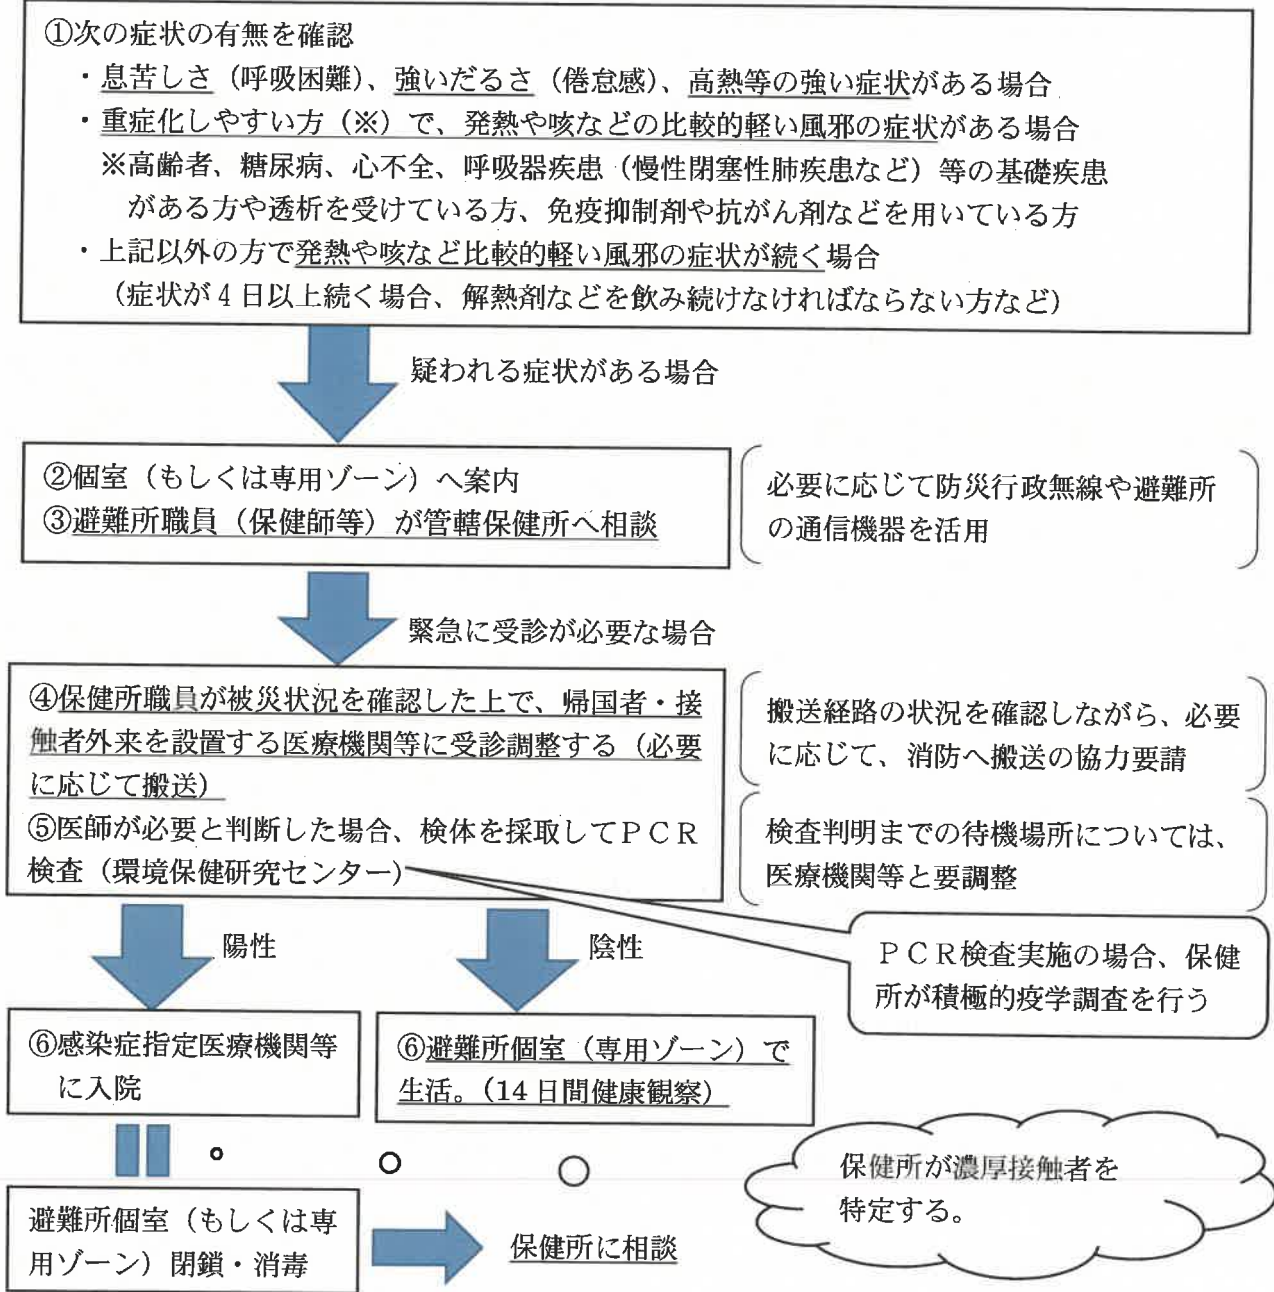 ①次の症状の有無を確認
・息苦しさ（呼吸困難）、強いだるさ（倦怠感）、高熱等の強い症状がある場合
・重症化しやすい方（※）で、発熱や咳などの比較的軽い風邪の症状がある場合
※高齢者、糖尿病、心不全、呼吸器疾患（慢性閉塞性肺疾患など）等の基礎疾患
がある方や透析を受けている方、免疫抑制剤や抗がん剤などを用いている方
・上記以外の方で発熱や咳など比較的軽い風邪の症状が続く場合
（症状が４日以上続く場合、解熱剤などを飲み続けなければならない方など）
疑われる症状がある場合
②個室（もしくは専用ゾーン）へ案内
③避難所職員（保健師等）が管轄保健所へ相談
必要に応じて防災行政無線や避難所
の通信機器を活用
緊急に受診が必要な場合
④保健所職員が被災状況を確認した上で、帰国者・接
触者外来を設置する医療機関等に受診調整する（必要
に応じて搬送）
⑤医師が必要と判断した場合、検体を採取してＰＣＲ
検査（環境保健研究センター）
搬送経路の状況を確認しながら、必要
に応じて、消防へ搬送の協力要請
検査判明までの待機場所については、
医療機関等と要調整
陽性
陰性
ＰＣＲ検査実施の場合、保健
所が積極的疫学調査を行う
⑥感染症指定医療機関等
に入院
⑥避難所個室（専用ゾーン）で
生活。（14日間健康観察）
保健所が濃厚接触者を
特定する。
避難所個室（もしくは専
用ゾーン）閉鎖・消毒
保健所に相談